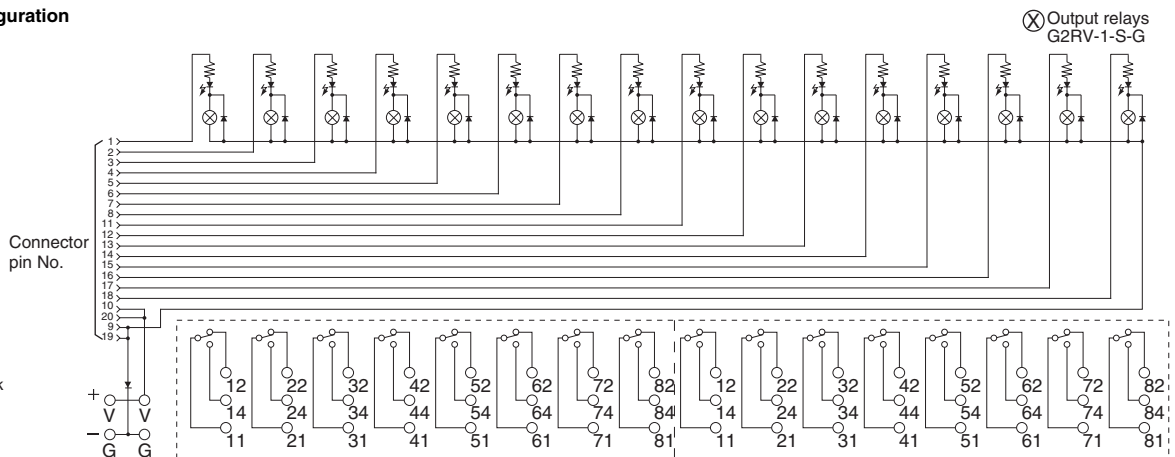 guration
Output relays
G2RV-1-S-G
1
2
3
4
5
6
7
8
11
12
13
14
15
16
17
18
10
20
9
19
Connector
pin No.
k
12 22 32 42 52 62 72 82 12 22 32 42 52 62 72 82
+
V V
14 24 34 44 54 64 74 84 14 24 34 44 54 64 74 84
11 21 31 41 51 61 71 81 11 21 31 41 51 61 71 81
−
G G